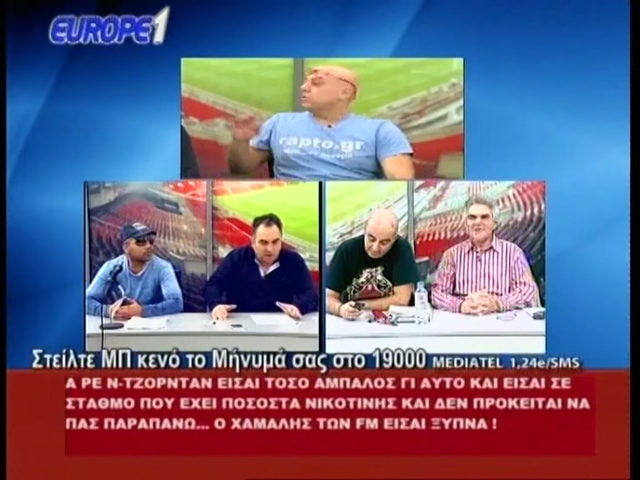 EUROPE 1
rapto.gr
Στείλτε ΜΠ κενό το Μήνυμά σας στο 19000 MEDIATEL 1,24e/SMS
Α ΡΕ Ν-ΤΖΟΡΝΤΑΝ ΕΙΣΑΙ ΤΟΣΟ ΑΜΠΑΛΟΣ ΓΙ ΑΥΤΟ ΚΑΙ ΕΙΣΑΙ ΣΕ
ΣΤΑΘΜΟ ΠΟΥ ΕΧΕΙ ΠΟΣΟΣΤΑ ΝΙΚΟΤΙΝΗΣ ΚΑΙ ΔΕΝ ΠΡΟΚΕΙΤΑΙ ΝΑ
ΠΑΣ ΠΑΡΑΠΑΝΩ... Ο ΧΑΜΑΛΗΣ ΤΩΝ FM ΕΙΣΑΙ ΞΥΠΝΑ !